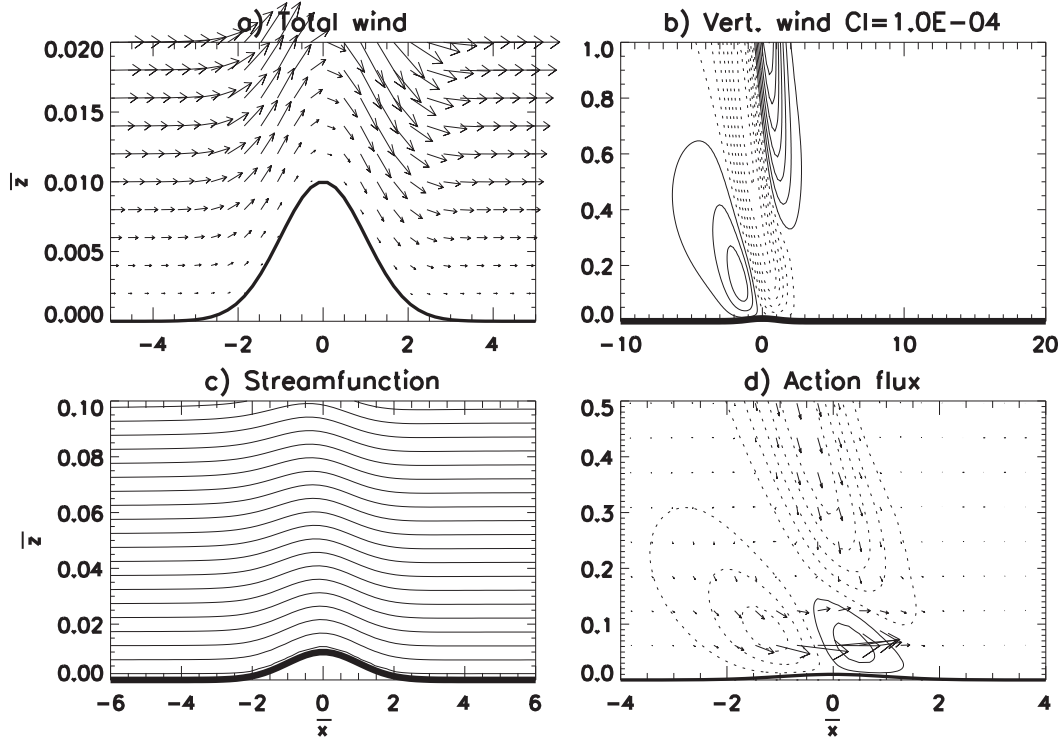 a) Total wind
b) Vert. wind CI=1.0E-04
0.020
0.015
0.010
0.005
0.000
z
-4 -2 0 2 4
1.0
0.8
0.6
0.4
0.2
0.0
-10 0 10 20
c) Streamfunction
d) Action flux
0.10
0.08
0.06
0.04
0.02
0.00
z
-6 -4 -2 0 2 4 6
x
0.5
0.4
0.3
0.2
0.1
0.0
-4 -2 0 2 4
x